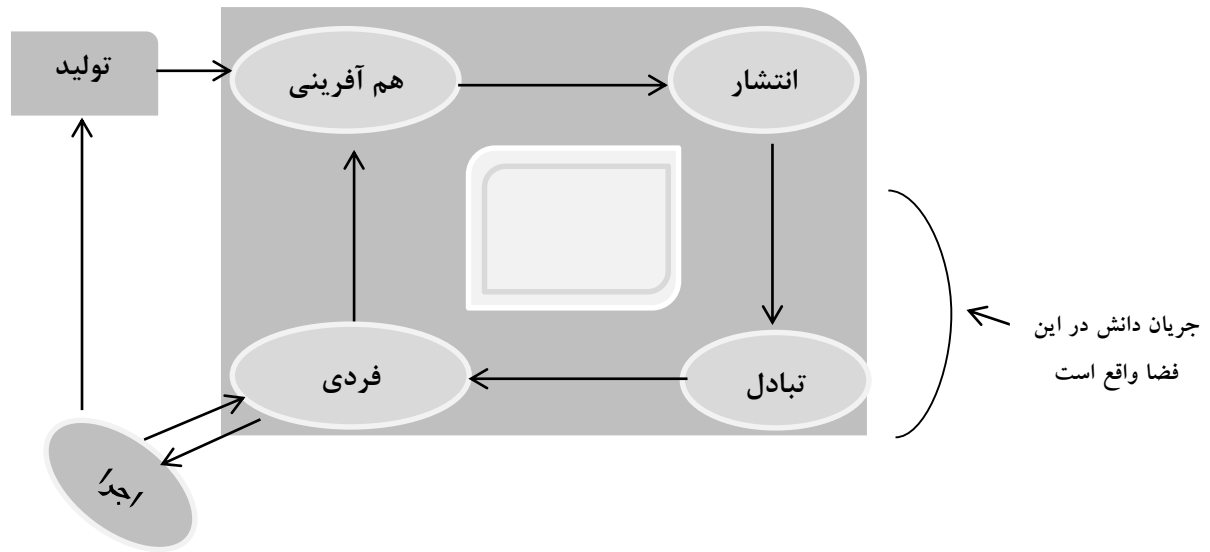 تولید
هم آفرینی
انتشار
جریان دانش در این
فضا واقع است
فردی
تبادل
اجرا